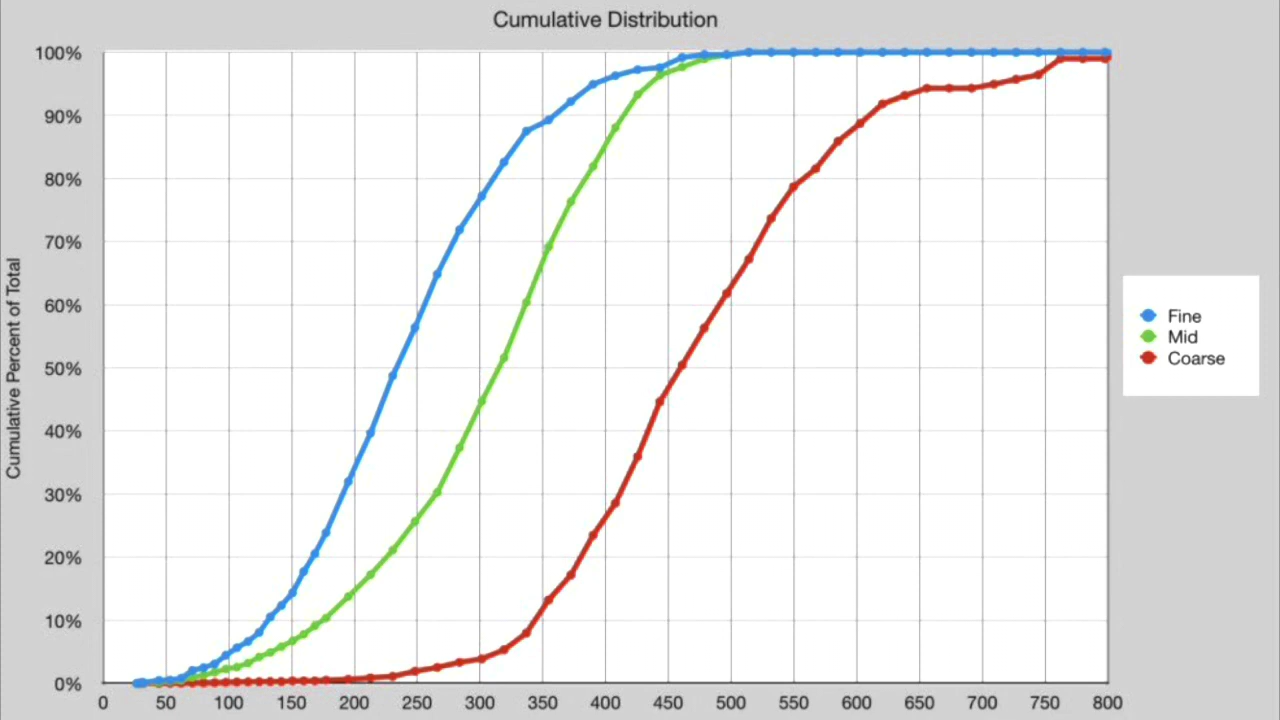 Cumulative Distribution
100%
90%
80%
70%
60%
50%
40%
30%
20%
10%
0%
Cumulative Percent of Total
0 50 100 150 200 250 300 350 400 450 500 550 600 650 700 750 800
Fine
Mid
Coarse